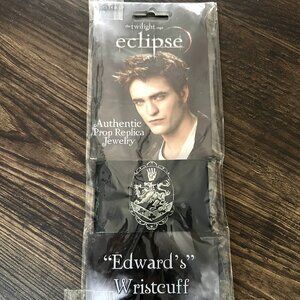 the twilight saga
eclipse
Authentic
Prop Replica
Jewelry
"Edward's"
Wristcuff